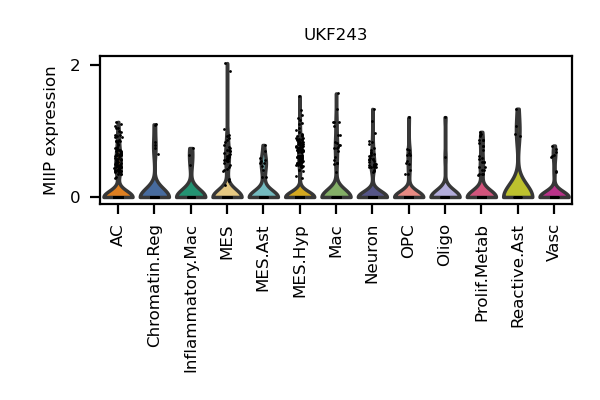 UKF243
MIIP expression
2
0
AC
Chromatin.Reg
Inflammatory.Mac
MES
MES.Ast
MES.Hyp
Mac
Neuron
OPC
Oligo
Prolif.Metab
Reactive.Ast
Vasc